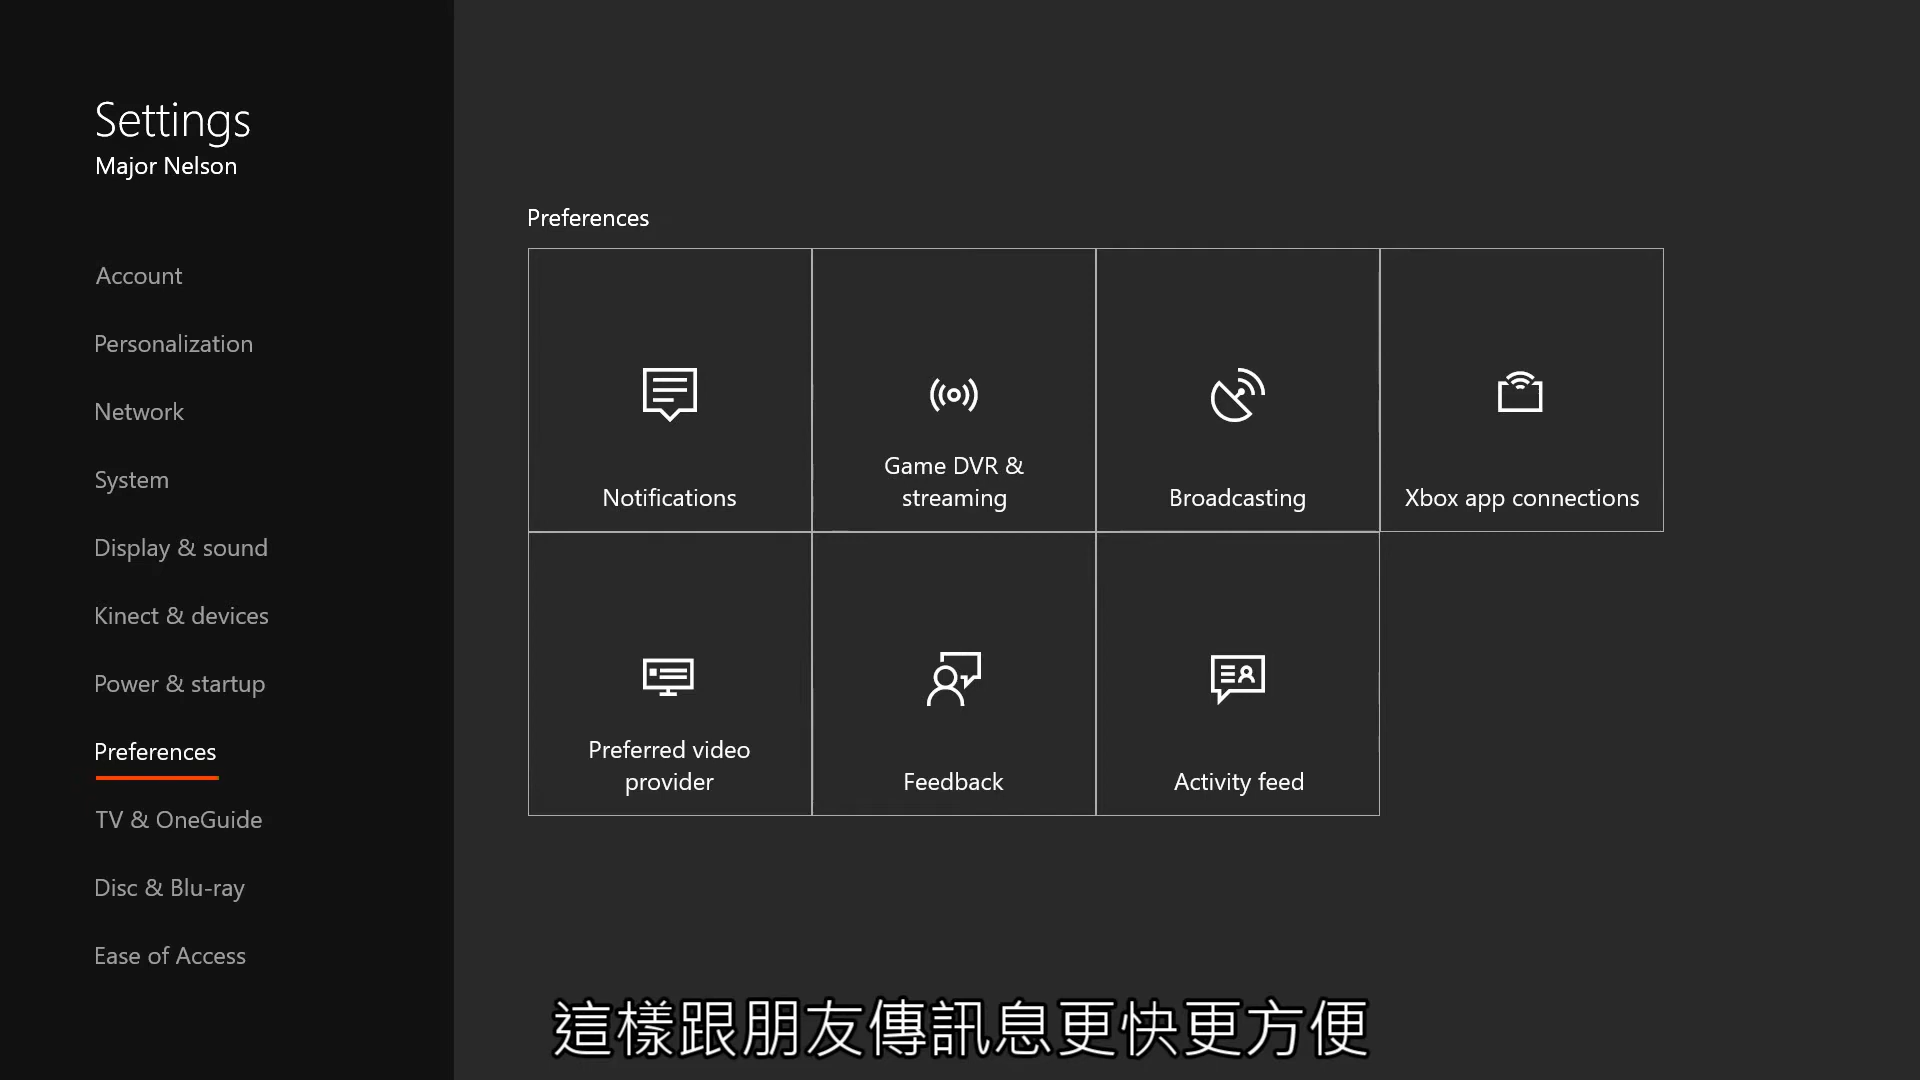 Settings
Major Nelson
Account
Personalization
Network
System
Display & sound
Kinect & devices
Power & startup
Preferences
TV & OneGuide
Disc & Blu-ray
Ease of Access
Preferences
Notifications
Game DVR &
streaming
Broadcasting
Xbox app connections
Preferred video
provider
Feedback
Activity feed
這樣跟朋友傳訊息更快更方便